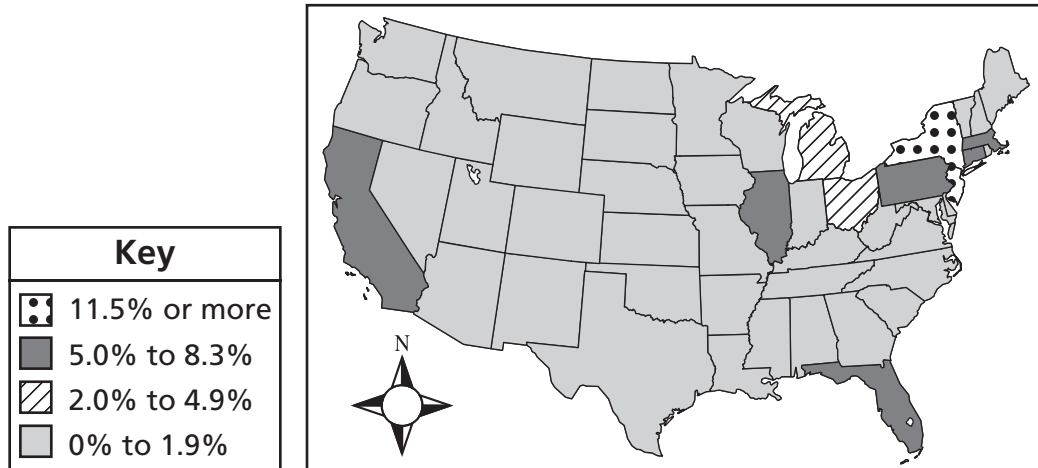 Key
11.5% or more
5.0% to 8.3%
2.0% to 4.9%
0% to 1.9%
N